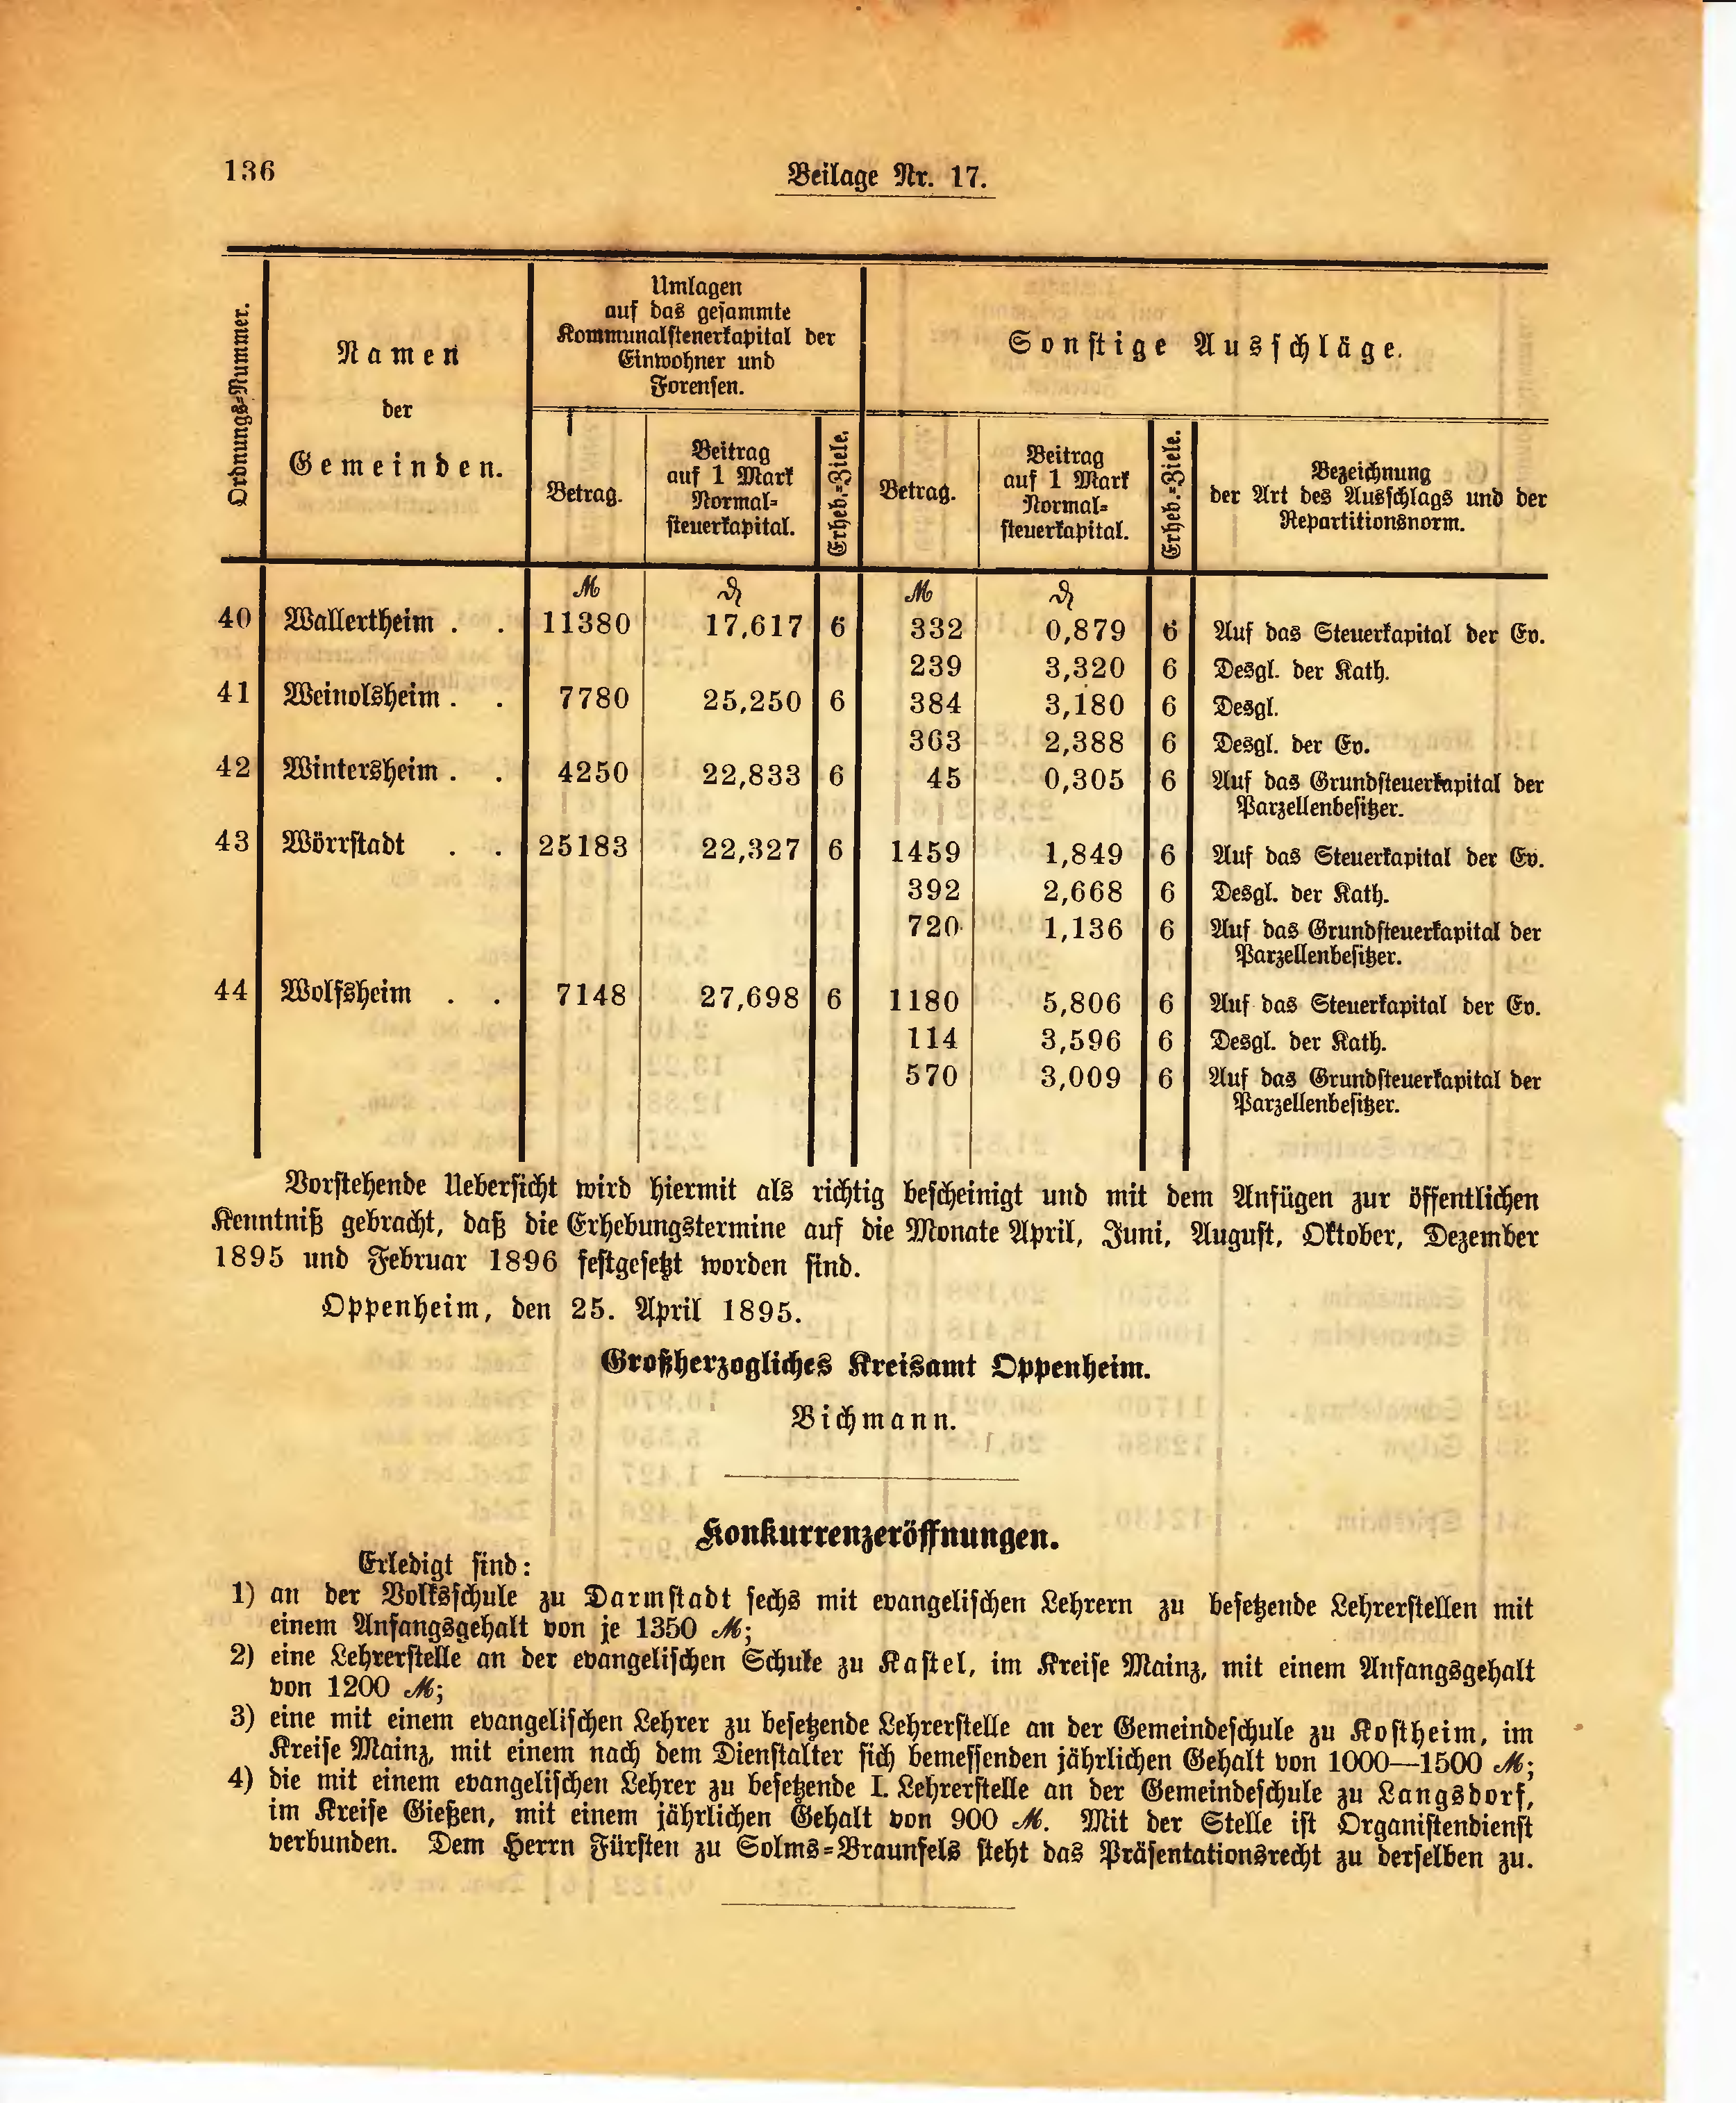 136
Beilage Nr. 17.
Ordnungs=Nummer.
Namen
der
Gemeinden.
Umlagen
auf das gesammte
Kommunalsteuerkapital der
Einwohner und
Forensen.
Sonstige Ausschläge.
Betrag.
Beitrag
auf 1 Mark
Normal=
steuerkapital.
Erheb.=Ziele.
Betrag.
Beitrag
auf 1 Mark
Normal=
steuerkapital.
Erheb.=Ziele.
Bezeichnung
der Art des Ausschlags und der
Repartitionsnorm.
ℳ ₰ ℳ ₰
40 Wallertheim . . 11380 17,617 6 332 0,879 6 Auf das Steuerkapital der Ev.
239 3,320 6 Desgl. der Kath.
41 Weinolsheim . . 7780 25,250 6 384 3,180 6 Desgl.
363 2,388 6 Desgl. der Ev.
42 Wintersheim . . 4250 22,833 6 45 0,305 6 Auf das Grundsteuerkapital der
Parzellenbesitzer.
43 Wörrstadt . . 25183 22,327 6 1459 1,849 6 Auf das Steuerkapital der Ev.
392 2,668 6 Desgl. der Kath.
720 1,136 6 Auf das Grundsteuerkapital der
Parzellenbesitzer.
44 Wolfsheim . . 7148 27,698 6 1180 5,806 6 Auf das Steuerkapital der Ev.
114 3,596 6 Desgl. der Kath.
570 3,009 6 Auf das Grundsteuerkapital der
Parzellenbesitzer.
Vorstehende Uebersicht wird hiermit als richtig bescheinigt und mit dem Anfügen zur öffentlichen
Kenntniß gebracht, daß die Erhebungstermine auf die Monate April, Juni, August, Oktober, Dezember
1895 und Februar 1896 festgesetzt worden sind.
Oppenheim, den 25. April 1895.
Großherzogliches Kreisamt Oppenheim.
Bichmann.
Konkurrenzeröffnungen.
Erledigt sind:
1) an der Volksschule zu Darmstadt sechs mit evangelischen Lehrern zu besetzende Lehrerstellen mit
einem Anfangsgehalt von je 1350 ℳ;
2) eine Lehrerstelle an der evangelischen Schule zu Kastel, im Kreise Mainz, mit einem Anfangsgehalt
von 1200 ℳ;
3) eine mit einem evangelischen Lehrer zu besetzende Lehrerstelle an der Gemeindeschule zu Kostheim, im
Kreise Mainz, mit einem nach dem Dienstalter sich bemessenden jährlichen Gehalt von 1000—1500 ℳ;
4) die mit einem evangelischen Lehrer zu besetzende I. Lehrerstelle an der Gemeindeschule zu Langsdorf,
im Kreise Gießen, mit einem jährlichen Gehalt von 900 ℳ. Mit der Stelle ist Organistendienst
verbunden. Dem Herrn Fürsten zu Solms=Braunfels steht das Präsentationsrecht zu derselben zu.